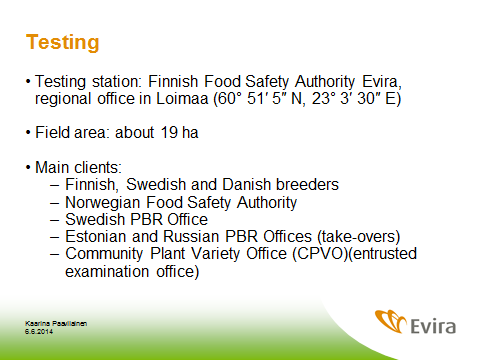 Testing
• Testing station: Finnish Food Safety Authority Evira,
regional office in Loimaa (60° 51′ 5″ N, 23° 3′ 30″ E)
• Field area: about 19 ha
• Main clients:
– Finnish, Swedish and Danish breeders
– Norwegian Food Safety Authority
– Swedish PBR Office
– Estonian and Russian PBR Offices (take-overs)
– Community Plant Variety Office (CPVO)(entrusted
examination office)
Kaarina Paavilainen
6.6.2014
Evira